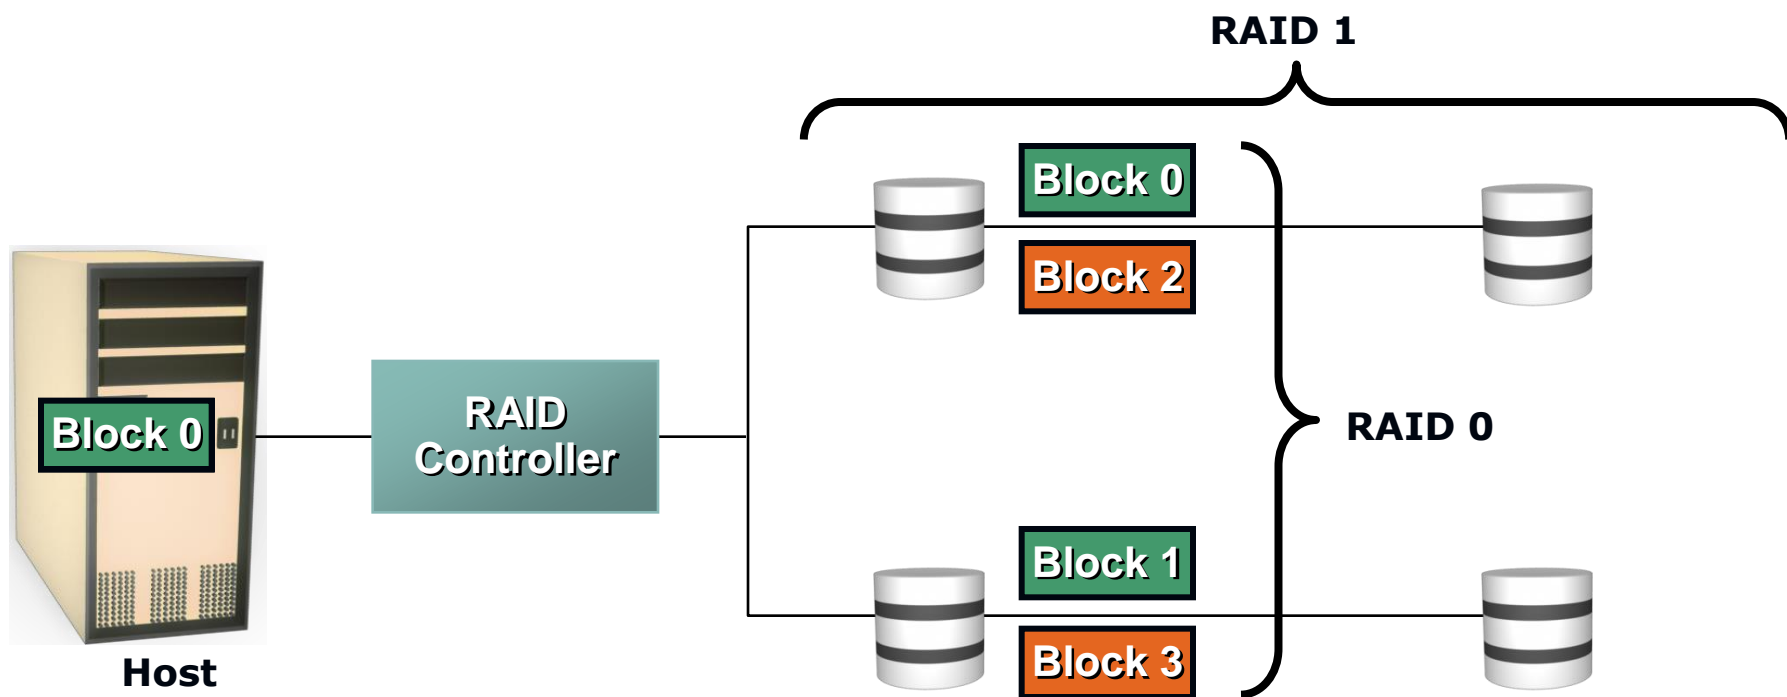 RAID 1
Block 0
Block 2
Block 0
RAID
Controller
RAID 0
Block 1
Block 3
Host